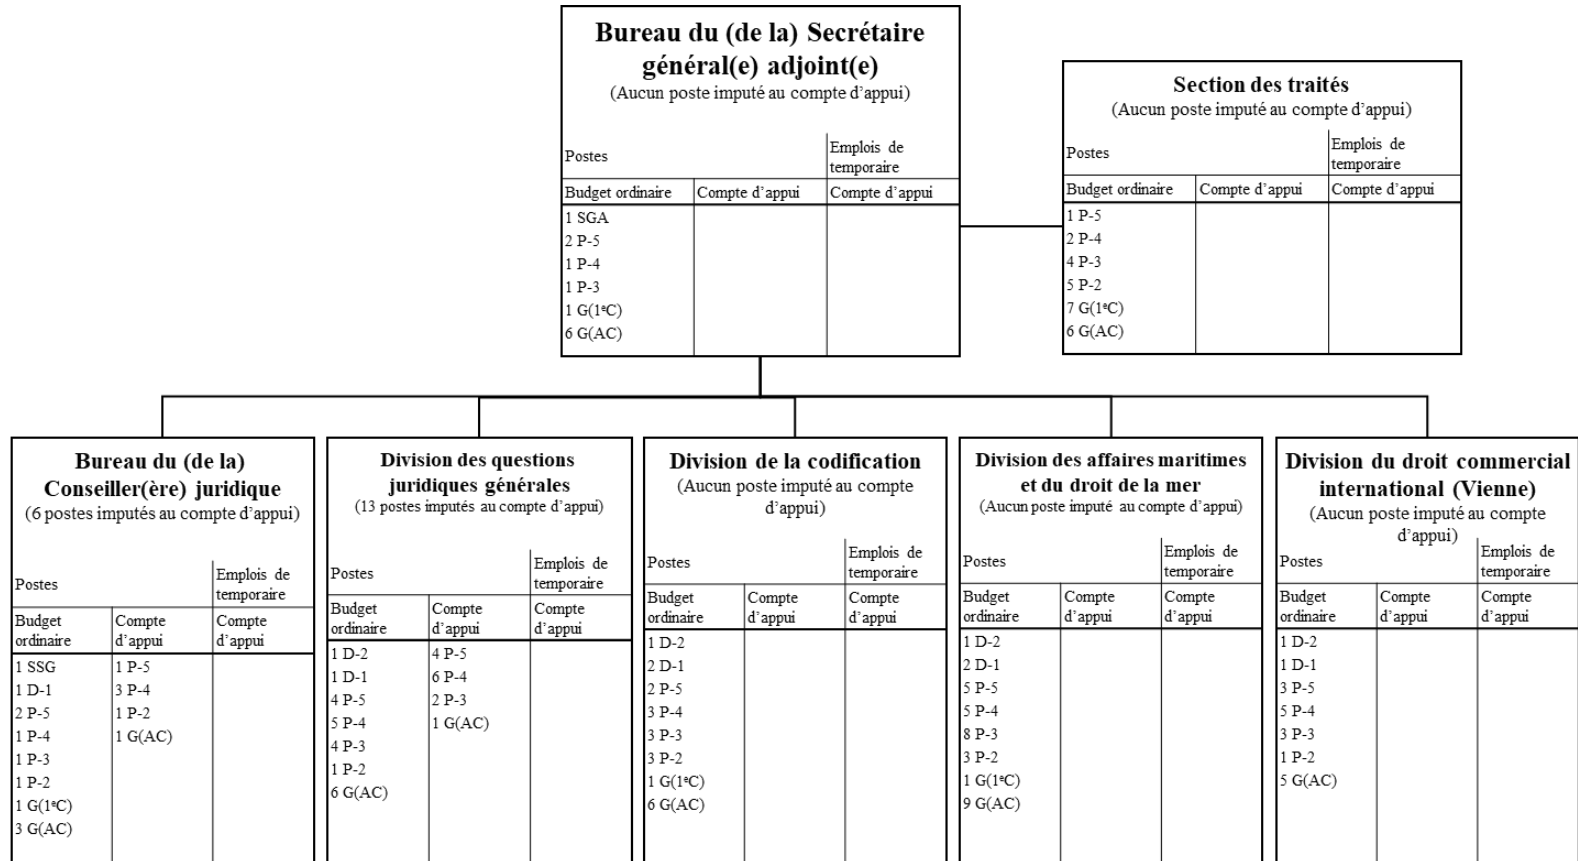 Bureau du (de la) Secrétaire
général(e) adjoint(e)
(Aucun poste imputé au compte d'appui)
Postes
Emplois de
temporaire
Budget ordinaire
Compte d'appui
Compte d'appui
1 SGA
2 P-5
1 P-4
1 P-3
1 G(1ᵉC)
6 G(AC)
Section des traités
(Aucun poste imputé au compte d'appui)
Postes
Emplois de
temporaire
Budget ordinaire
Compte d'appui
Compte d'appui
1 P-5
2 P-4
4 P-3
5 P-2
7 G(1ᵉC)
6 G(AC)
Bureau du (de la)
Conseiller(ère) juridique
(6 postes imputés au compte d'appui)
Postes
Emplois de
temporaire
Budget
ordinaire
Compte
d'appui
Compte
d'appui
1 SSG
1 D-1
2 P-5
1 P-4
1 P-3
1 P-2
1 G(1ᵉC)
3 G(AC)
1 P-5
3 P-4
1 P-2
1 G(AC)
Division des questions
juridiques générales
(13 postes imputés au compte d'appui)
Postes
Emplois de
temporaire
Budget
ordinaire
Compte
d'appui
Compte
d'appui
1 D-2
1 D-1
4 P-5
5 P-4
4 P-3
1 P-2
6 G(AC)
4 P-5
6 P-4
2 P-3
1 G(AC)
Division de la codification
(Aucun poste imputé au compte
d'appui)
Postes
Emplois de
temporaire
Budget
ordinaire
Compte
d'appui
Compte
d'appui
1 D-2
2 D-1
2 P-5
3 P-4
3 P-3
3 P-2
1 G(1ᵉC)
6 G(AC)
Division des affaires maritimes
et du droit de la mer
(Aucun poste imputé au compte d'appui)
Postes
Emplois de
temporaire
Budget
ordinaire
Compte
d'appui
Compte
d'appui
1 D-2
2 D-1
5 P-5
5 P-4
8 P-3
3 P-2
1 G(1ᵉC)
9 G(AC)
Division du droit commercial
international (Vienne)
(Aucun poste imputé au compte
d'appui)
Postes
Emplois de
temporaire
Budget
ordinaire
Compte
d'appui
Compte
d'appui
1 D-2
1 D-1
3 P-5
5 P-4
3 P-3
1 P-2
5 G(AC)